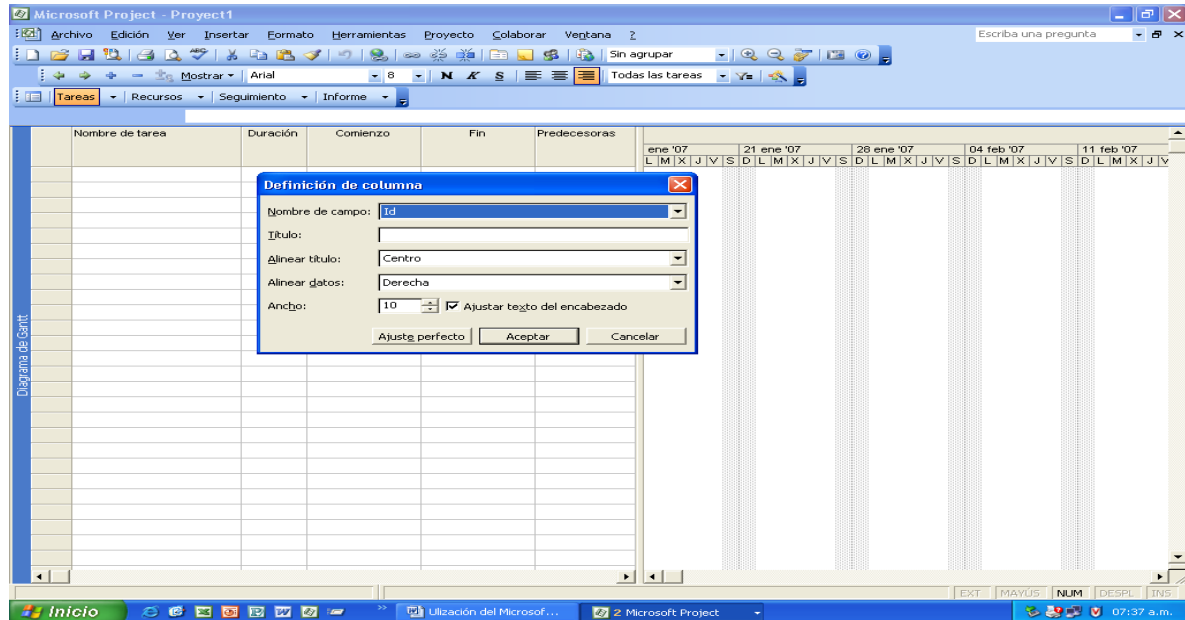 Microsoft Project - Proyect1
Archivo Edición Ver Insertar Formato Herramientas Proyecto Colaborar Ventana ? Escriba una pregunta
Sin agrupar
Mostrar Arial 8 N K S Todas las tareas
Tareas Recursos Seguimiento Informe
Nombre de tarea Duración Comienzo Fin Predecesoras
ene '07 21 ene '07 28 ene '07 04 feb '07 11 feb '07
L M X J V S D L M X J V S D L M X J V S D L M X J V S D L M X J V
Definición de columna
Nombre de campo: Id
Título:
Alinear título: Centro
Alinear datos: Derecha
Ancho: 10 Ajustar texto del encabezado
Ajuste perfecto Aceptar Cancelar
Diagrama de Gantt
EXT MAYÚS NUM DESPL INS
Inicio » Ulización del Microsof... 2 Microsoft Project 07:37 a.m.